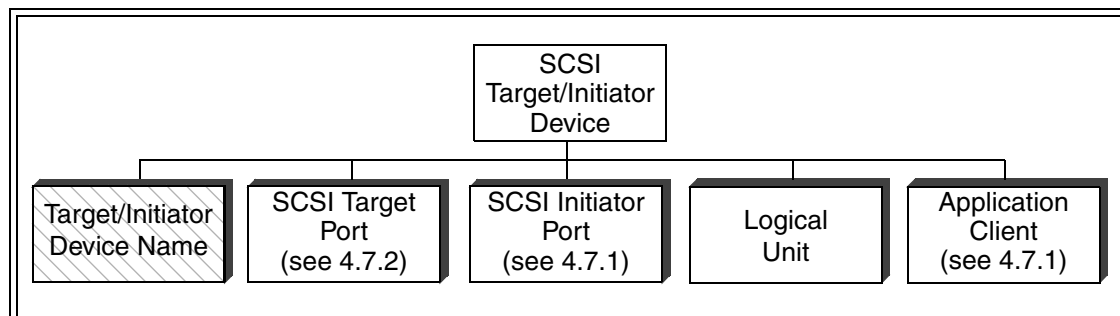 SCSI
Target/Initiator
Device
Target/Initiator
Device Name
SCSI Target
Port
(see 4.7.2)
SCSI Initiator
Port
(see 4.7.1)
Logical
Unit
Application
Client
(see 4.7.1)